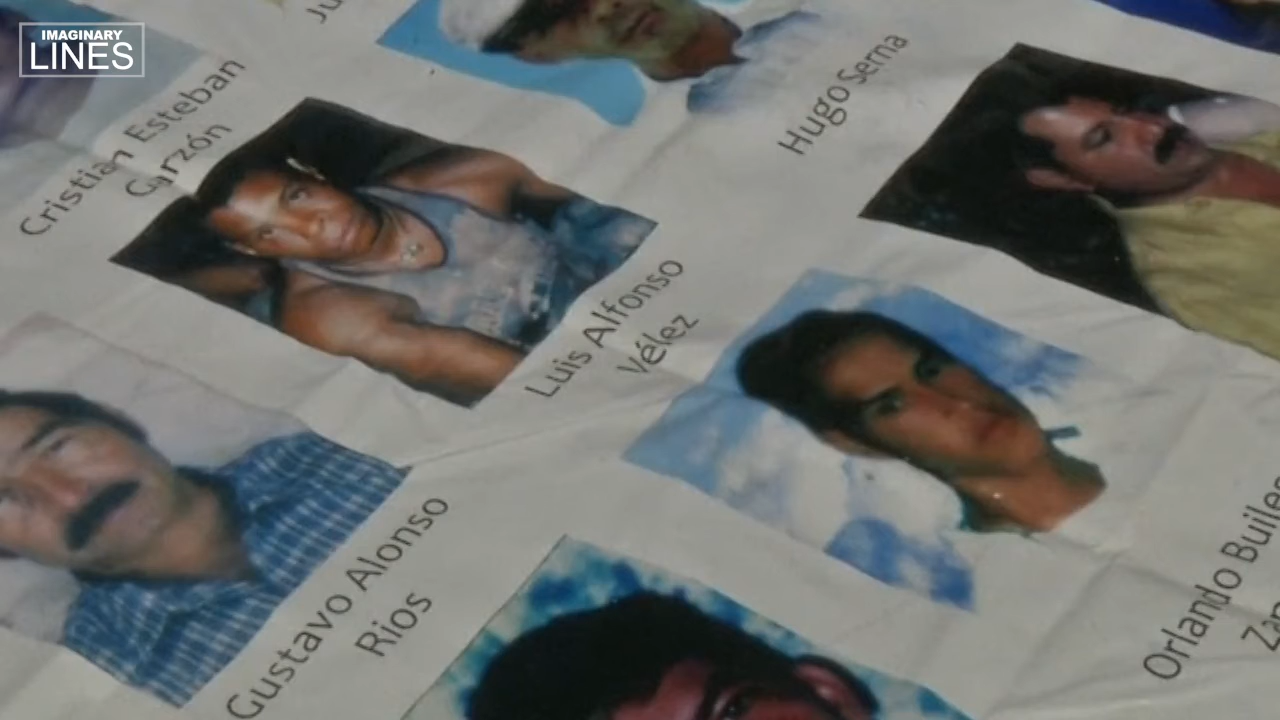 IMAGINARY
LINES
Cristian Esteban
Garzón
Hugo Serna
Luis Alfonso
Vélez
Gustavo Alonso
Rios
Orlando Builes